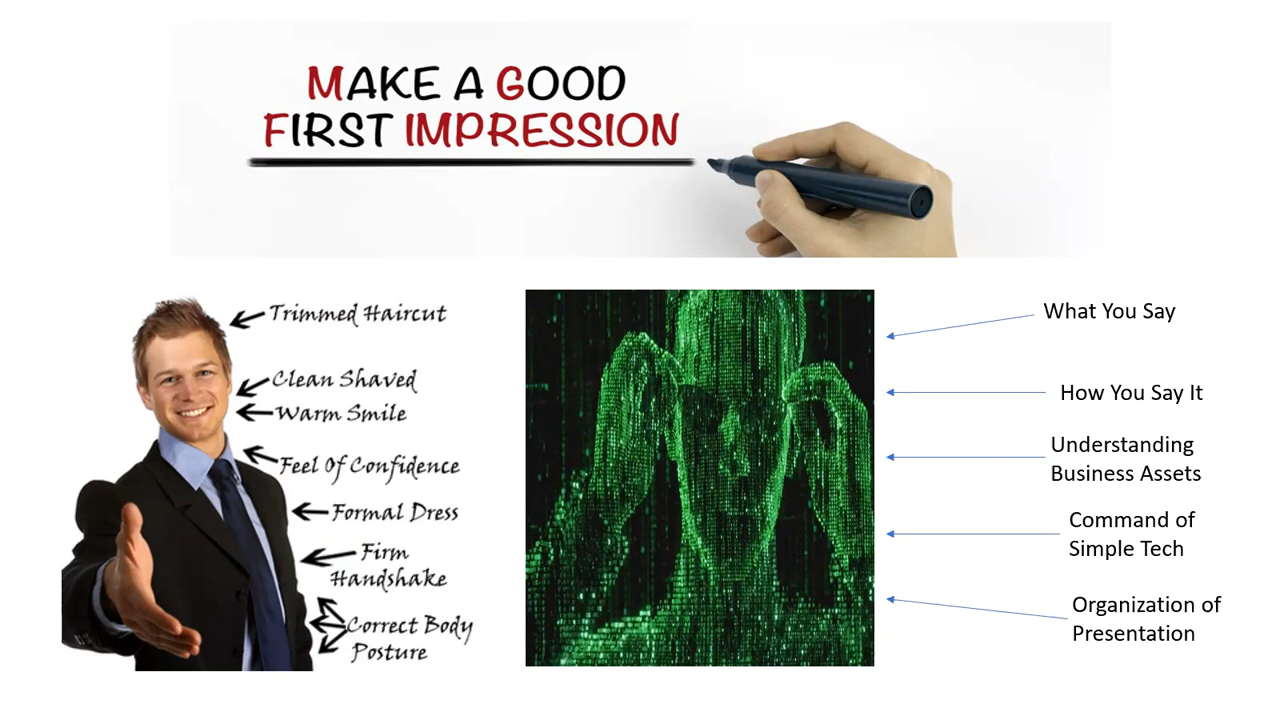 MAKE A GOOD
FIRST IMPRESSION
Trimmed Haircut
Clean Shaved
Warm Smile
Feel Of Confidence
Formal Dress
Firm
Handshake
Correct Body
Posture
What You Say
How You Say It
Understanding
Business Assets
Command of
Simple Tech
Organization of
Presentation